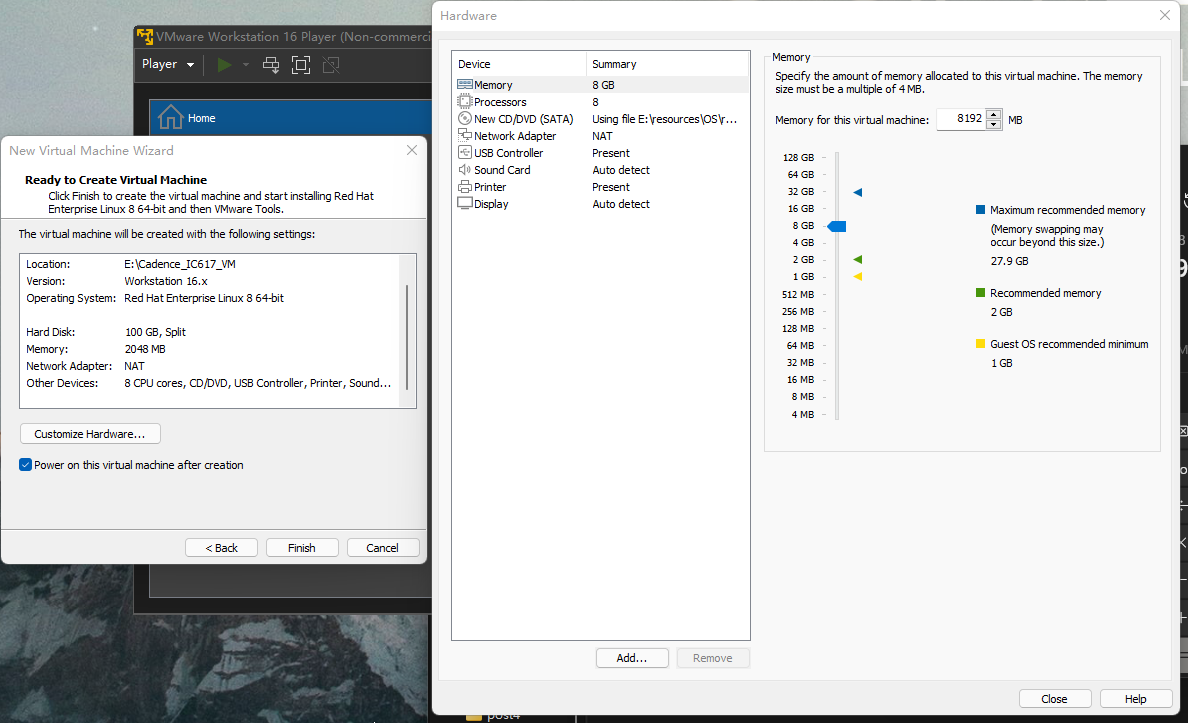 VMware Workstation 16 Player (Non-commerci
Player
Home
New Virtual Machine Wizard
Ready to Create Virtual Machine
Click Finish to create the virtual machine and start installing Red Hat
Enterprise Linux 8 64-bit and then VMware Tools.
The virtual machine will be created with the following settings:
Location: E:\Cadence_IC617_VM
Version: Workstation 16.x
Operating System: Red Hat Enterprise Linux 8 64-bit
Hard Disk: 100 GB, Split
Memory: 2048 MB
Network Adapter: NAT
Other Devices: 8 CPU cores, CD/DVD, USB Controller, Printer, Sound...
Customize Hardware...
Power on this virtual machine after creation
< Back Finish Cancel
Hardware
Device Summary
Memory 8 GB
Processors 8
New CD/DVD (SATA) Using file E:\resources\OS\r...
Network Adapter NAT
USB Controller Present
Sound Card Auto detect
Printer Present
Display Auto detect
Add... Remove
Memory
Specify the amount of memory allocated to this virtual machine. The memory
size must be a multiple of 4 MB.
Memory for this virtual machine: 8192 MB
128 GB
64 GB
32 GB
16 GB
8 GB
4 GB
2 GB
1 GB
512 MB
256 MB
128 MB
64 MB
32 MB
16 MB
8 MB
4 MB
Maximum recommended memory
(Memory swapping may
occur beyond this size.)
27.9 GB
Recommended memory
2 GB
Guest OS recommended minimum
1 GB
Close Help
post4